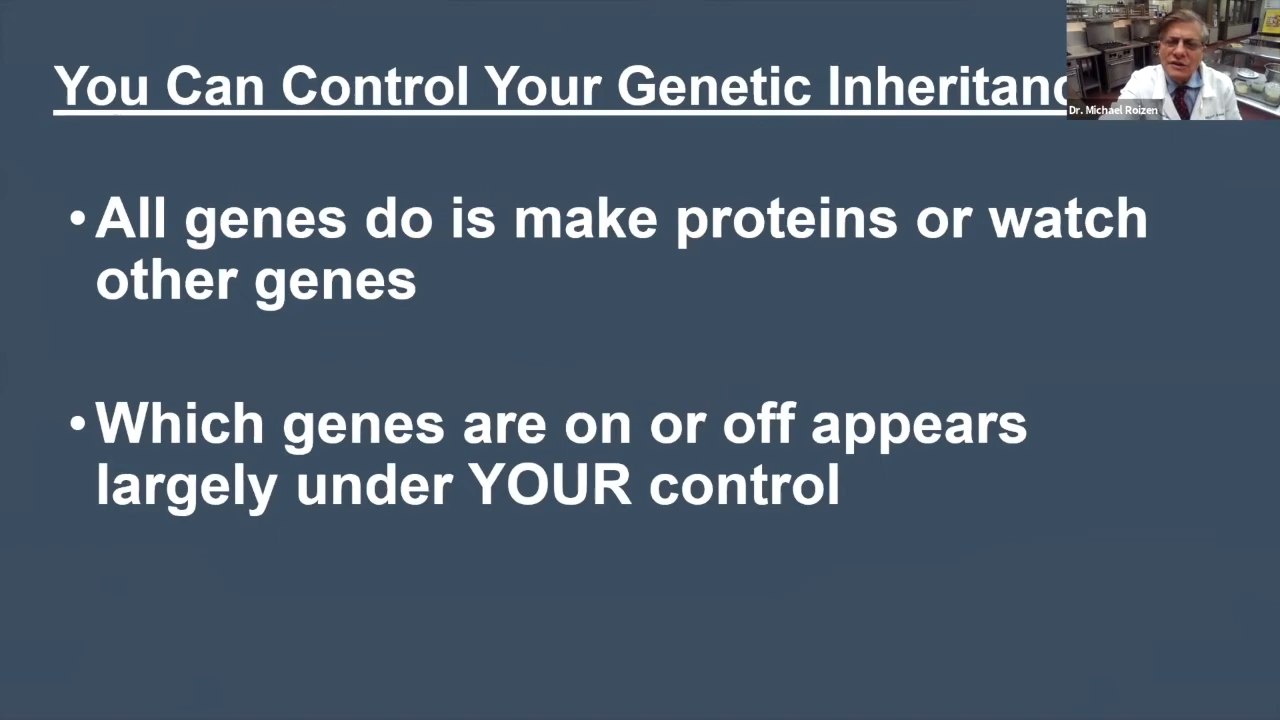 You Can Control Your Genetic Inheritanc
Dr. Michael Roizen
• All genes do is make proteins or watch
other genes
• Which genes are on or off appears
largely under YOUR control